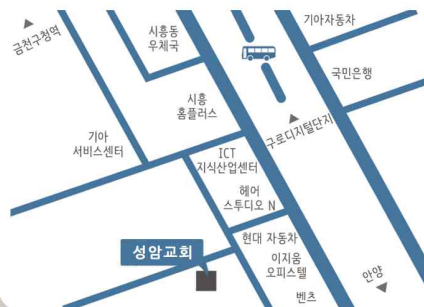 금천구청역
시흥동
우체국
기아자동차
국민은행
시흥
홈플러스
구로디지털단지
기아
서비스센터
ICT
지식산업센터
헤어
스투디오 N
현대 자동차
성암교회
이지움
오피스텔
안양
벤츠